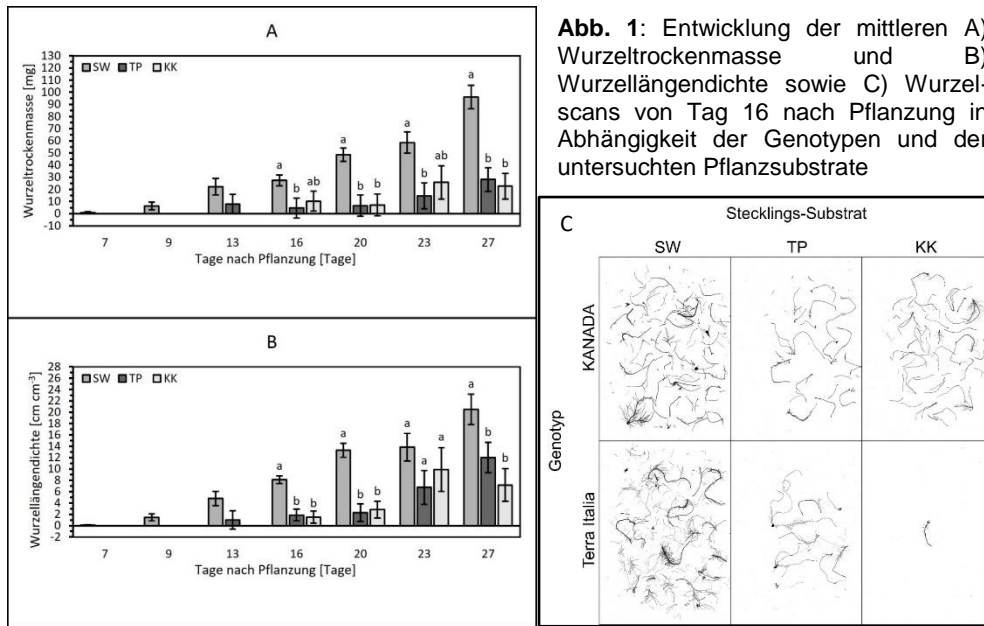 A
Wurzeltrockenmasse [mg]
130
120
110
100
90
80
70
60
50
40
30
20
10
0
-10
SW TP KK
a
b
ab
a
b
b
a
b
ab
a
b
b
7 9 13 16 20 23 27
Tage nach Pflanzung [Tage]
B
Wurzellängendichte [cm cm-3]
28
26
24
22
20
18
16
14
12
10
8
6
4
2
0
-2
SW TP KK
a
b
b
a
b
b
a
a
a
a
b
b
7 9 13 16 20 23 27
Tage nach Pflanzung [Tage]
Abb. 1: Entwicklung der mittleren A)
Wurzeltrockenmasse und B)
Wurzellängendichte sowie C) Wurzel-
scans von Tag 16 nach Pflanzung in
Abhängigkeit der Genotypen und der
untersuchten Pflanzsubstrate
C
Stecklings-Substrat
SW TP KK
Genotyp
KANADA
Terra Italia